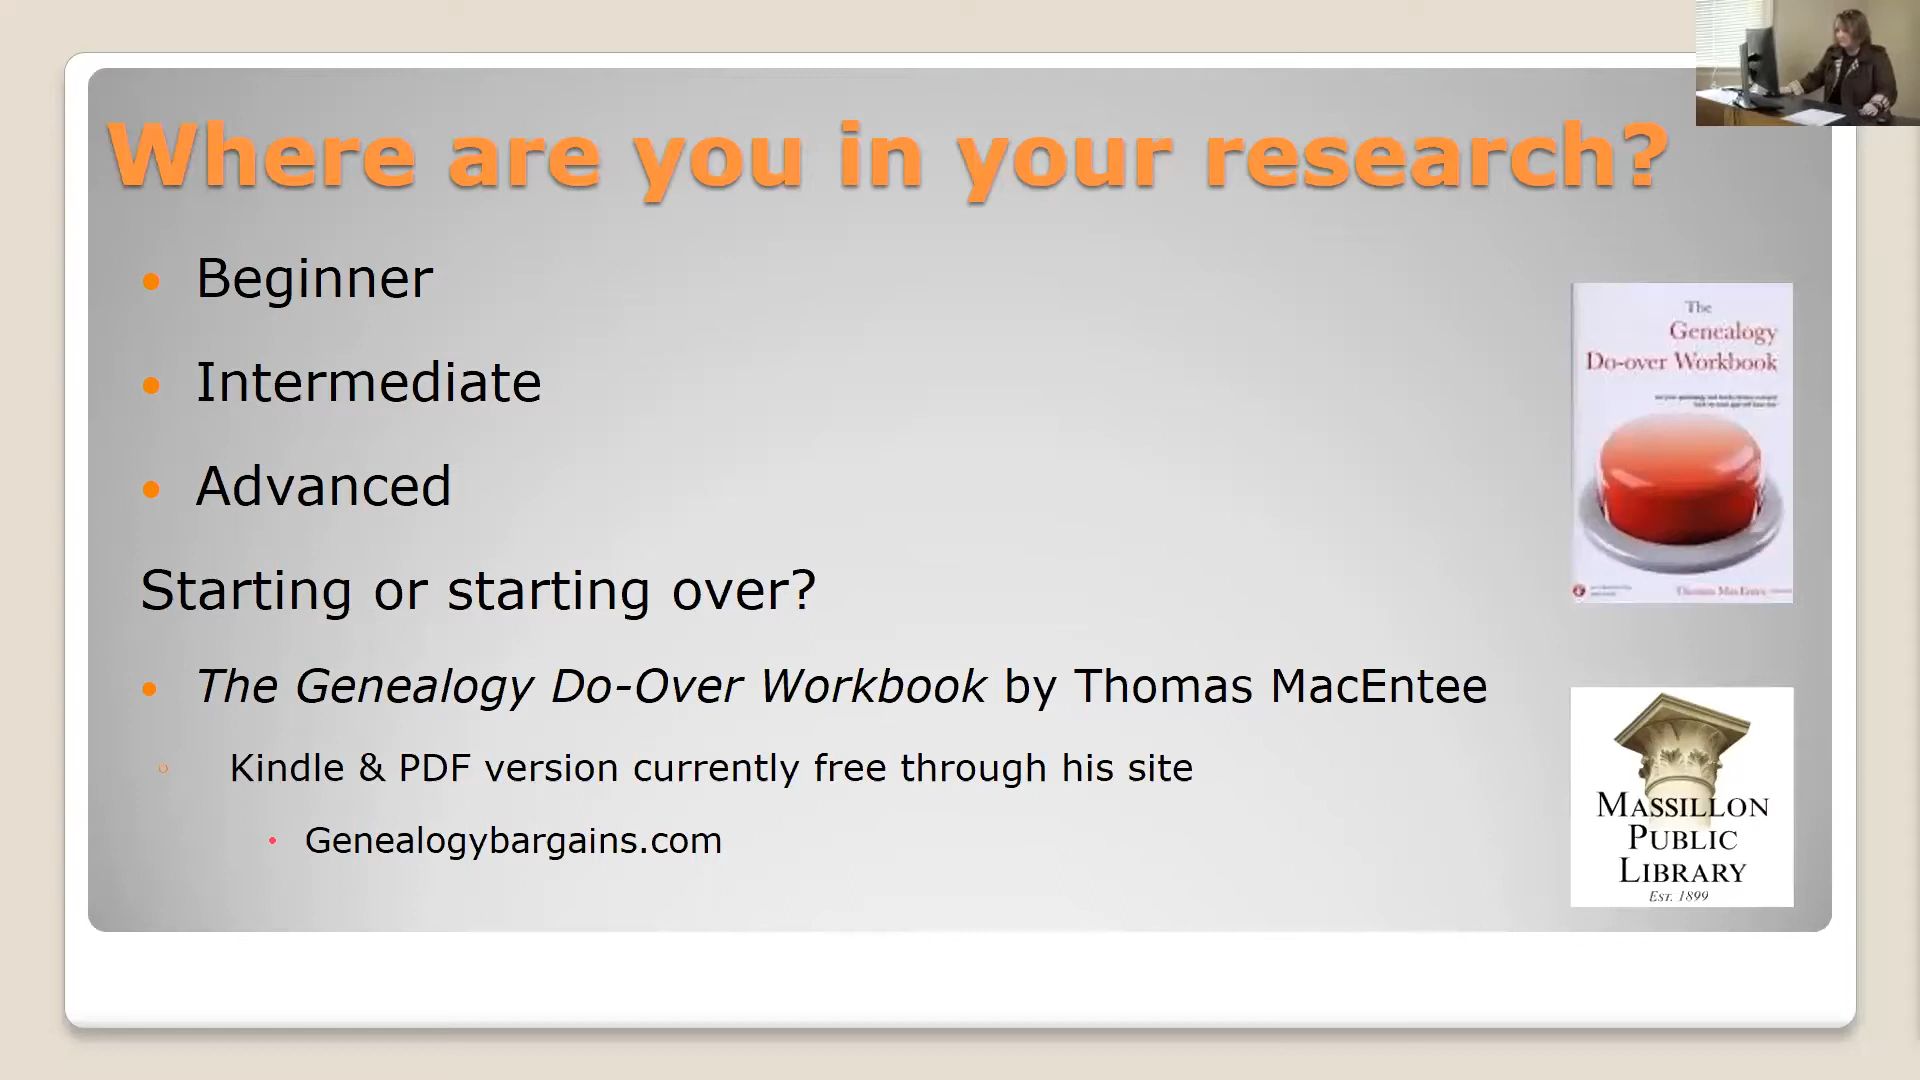 Where are you in your research?
Beginner
Intermediate
Advanced
Starting or starting over?
The Genealogy Do-Over Workbook by Thomas MacEntee
Kindle & PDF version currently free through his site
Genealogybargains.com
The
Genealogy
Do-over Workbook
Thomas MacEntee
MASSILLON
PUBLIC
LIBRARY
EST. 1899